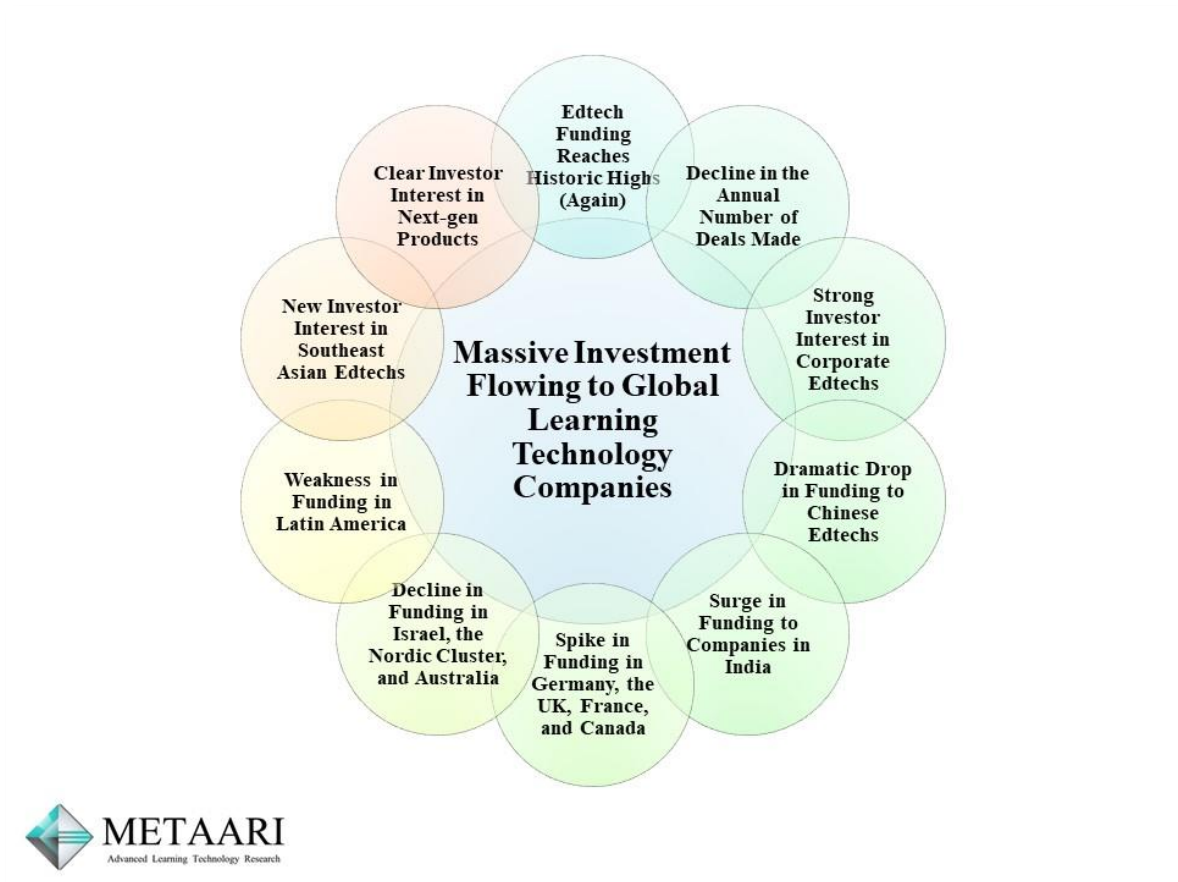 Edtech
Funding
Reaches
Historic Highs
(Again)
Decline in the
Annual
Number of
Deals Made
Strong
Investor
Interest in
Corporate
Edtechs
Dramatic Drop
in Funding to
Chinese
Edtechs
Surge in
Funding to
Companies in
India
Spike in
Funding in
Germany, the
UK, France,
and Canada
Decline in
Funding in
Israel, the
Nordic Cluster,
and Australia
Weakness in
Funding in
Latin America
New Investor
Interest in
Southeast
Asian Edtechs
Clear Investor
Interest in
Next-gen
Products
Massive Investment
Flowing to Global
Learning
Technology
Companies
METAARI
Advanced Learning Technology Research